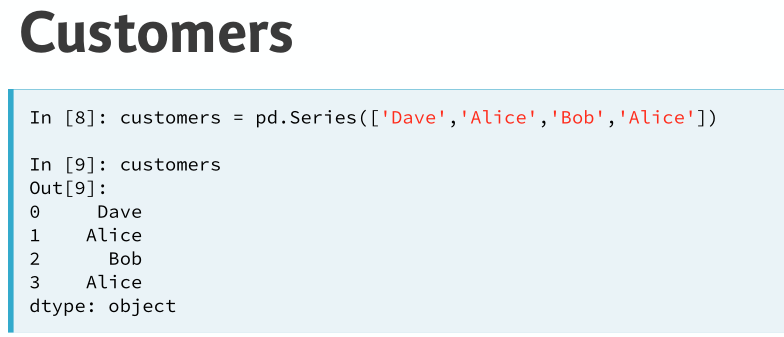 Customers
In [8]: customers = pd.Series(['Dave','Alice','Bob','Alice'])
In [9]: customers
Out[9]:
0     Dave
1    Alice
2      Bob
3    Alice
dtype: object